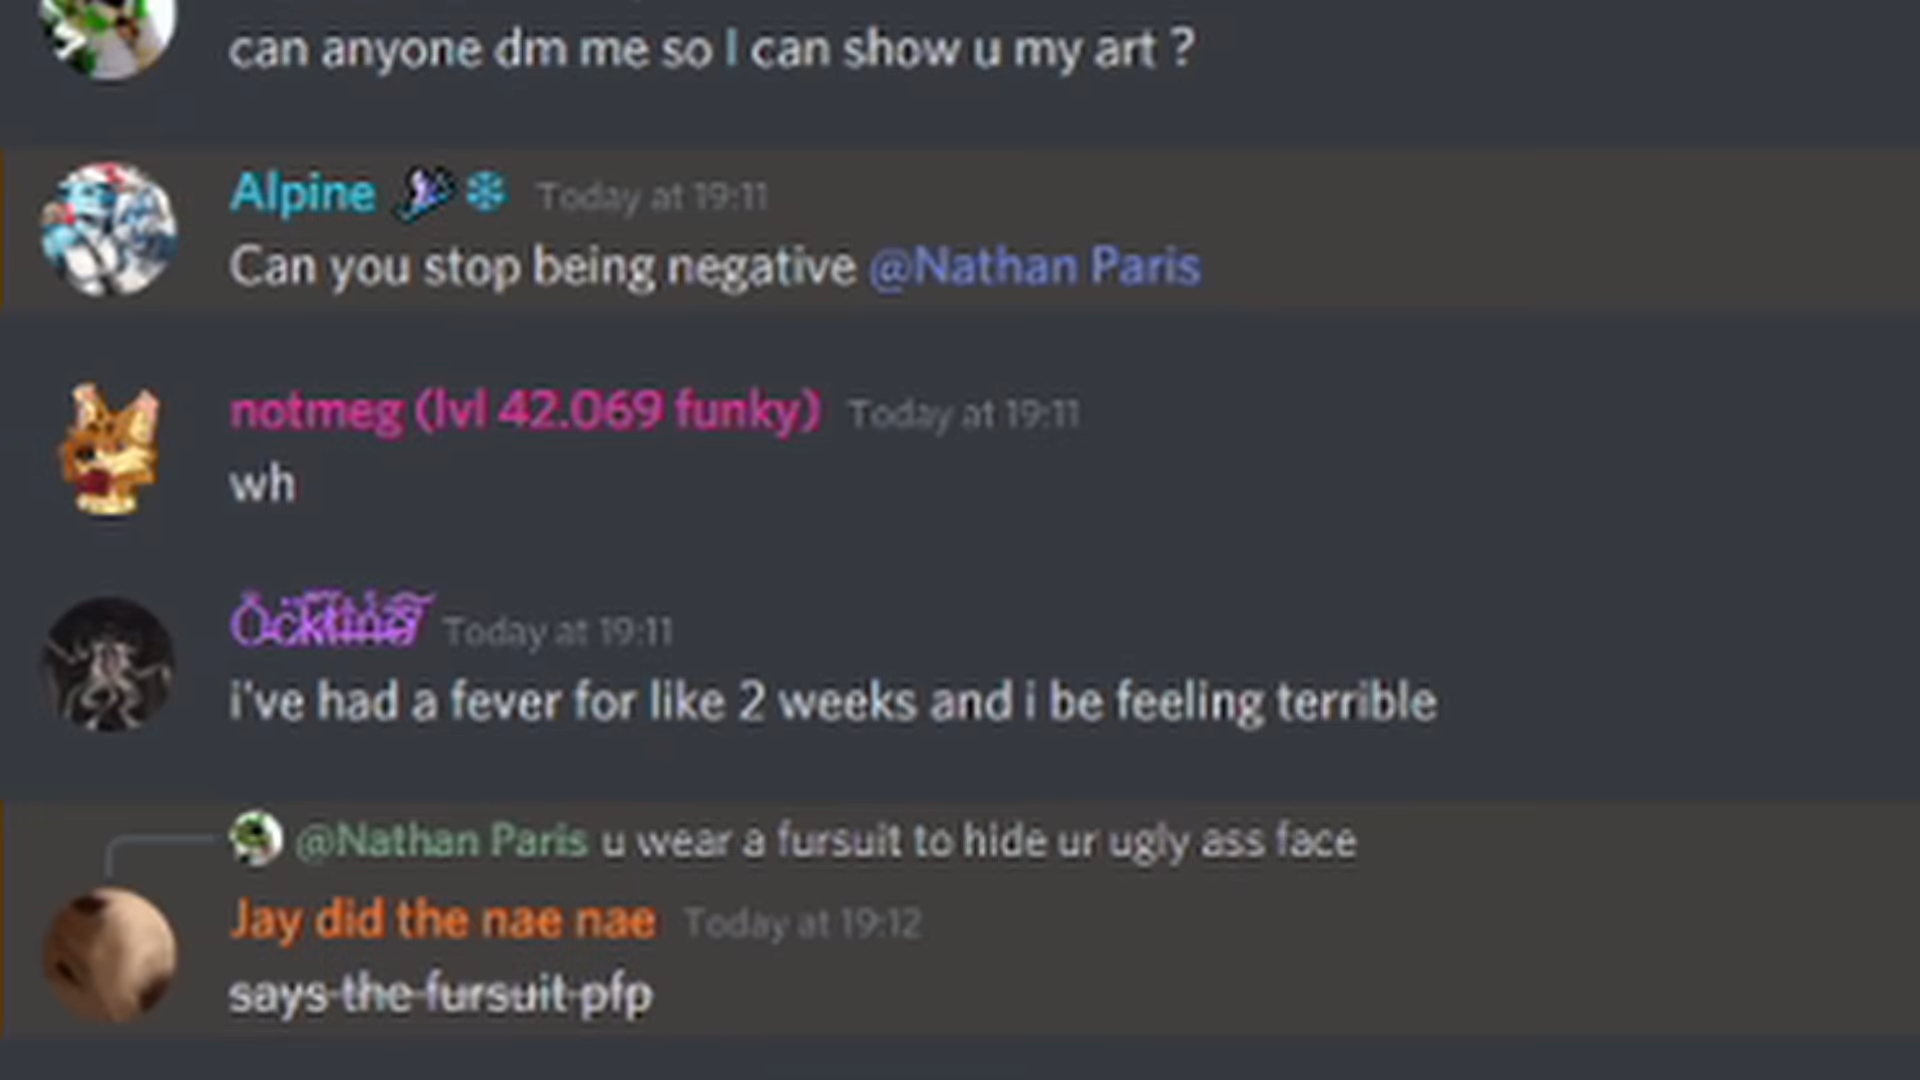 can anyone dm me so I can show u my art ?
Alpine Today at 19:11
Can you stop being negative @Nathan Paris
notmeg (lvl 42.069 funky) Today at 19:11
wh
Today at 19:11
i've had a fever for like 2 weeks and i be feeling terrible
@Nathan Paris u wear a fursuit to hide ur ugly ass face
Jay did the nae nae Today at 19:12
says the fursuit pfp